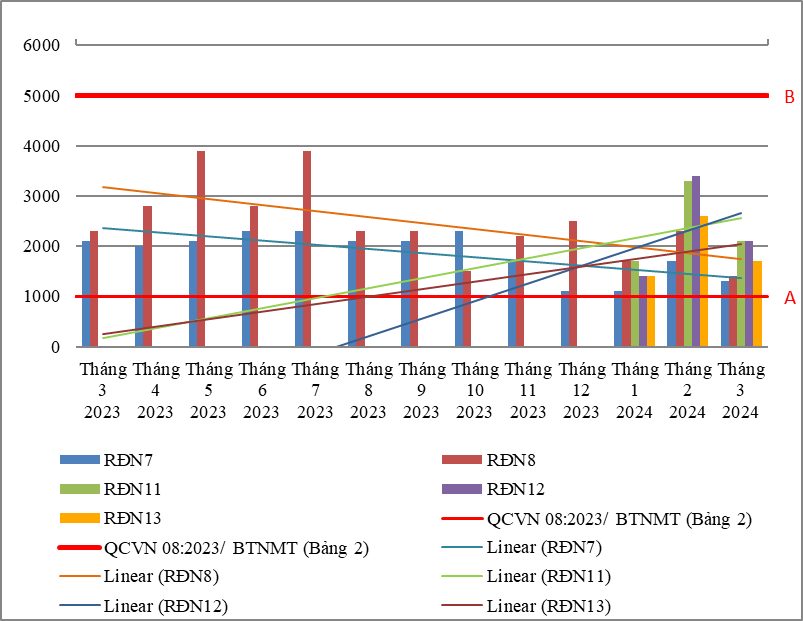 6000
5000
B
4000
3000
2000
1000
A
0
Tháng Tháng Tháng Tháng Tháng Tháng Tháng Tháng Tháng Tháng Tháng Tháng Tháng
3 4 5 6 7 8 9 10 11 12 1 2 3
2023 2023 2023 2023 2023 2023 2023 2023 2023 2023 2024 2024 2024
RĐN7 RĐN8
RĐN11 RĐN12
RĐN13 QCVN 08:2023/ BTNMT (Bảng 2)
QCVN 08:2023/ BTNMT (Bảng 2) Linear (RĐN7)
Linear (RĐN8) Linear (RĐN11)
Linear (RĐN12) Linear (RĐN13)